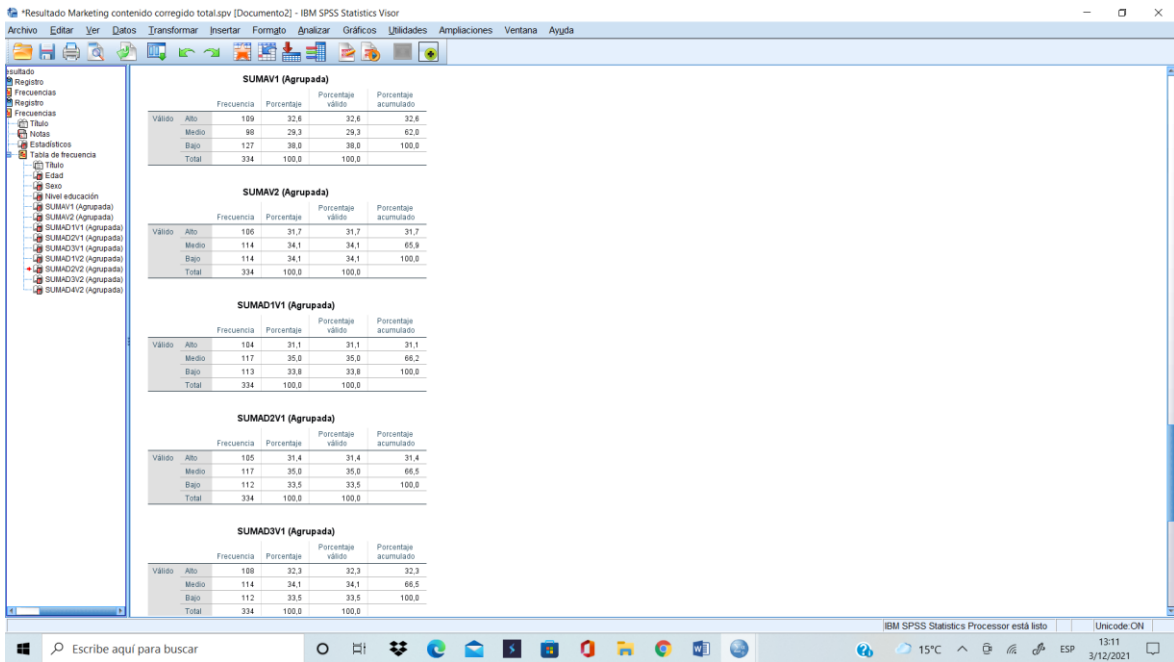 *Resultado Marketing contenido corregido total.spv [Documento2] - IBM SPSS Statistics Visor
Archivo Editar Ver Datos Transformar Insertar Formato Analizar Gráficos Utilidades Ampliaciones Ventana Ayuda
esultado
Registro
Frecuencias
Registro
Frecuencias
Título
Notas
Estadísticos
Tabla de frecuencia
Título
Edad
Sexo
Nivel educación
SUMAV1 (Agrupada)
SUMAV2 (Agrupada)
SUMAD1V1 (Agrupada)
SUMAD2V1 (Agrupada)
SUMAD3V1 (Agrupada)
SUMAD1V2 (Agrupada)
SUMAD2V2 (Agrupada)
SUMAD3V2 (Agrupada)
SUMAD4V2 (Agrupada)
SUMAV1 (Agrupada)
Frecuencia Porcentaje Porcentaje válido Porcentaje acumulado
Válido Alto 109 32,6 32,6 32,6
Medio 98 29,3 29,3 62,0
Bajo 127 38,0 38,0 100,0
Total 334 100,0 100,0
SUMAV2 (Agrupada)
Frecuencia Porcentaje Porcentaje válido Porcentaje acumulado
Válido Alto 106 31,7 31,7 31,7
Medio 114 34,1 34,1 65,9
Bajo 114 34,1 34,1 100,0
Total 334 100,0 100,0
SUMAD1V1 (Agrupada)
Frecuencia Porcentaje Porcentaje válido Porcentaje acumulado
Válido Alto 104 31,1 31,1 31,1
Medio 117 35,0 35,0 66,2
Bajo 113 33,8 33,8 100,0
Total 334 100,0 100,0
SUMAD2V1 (Agrupada)
Frecuencia Porcentaje Porcentaje válido Porcentaje acumulado
Válido Alto 105 31,4 31,4 31,4
Medio 117 35,0 35,0 66,5
Bajo 112 33,5 33,5 100,0
Total 334 100,0 100,0
SUMAD3V1 (Agrupada)
Frecuencia Porcentaje Porcentaje válido Porcentaje acumulado
Válido Alto 108 32,3 32,3 32,3
Medio 114 34,1 34,1 66,5
Bajo 112 33,5 33,5 100,0
Total 334 100,0 100,0
IBM SPSS Statistics Processor está listo Unicode:ON
Escribe aquí para buscar
15°C ESP 13:11
3/12/2021